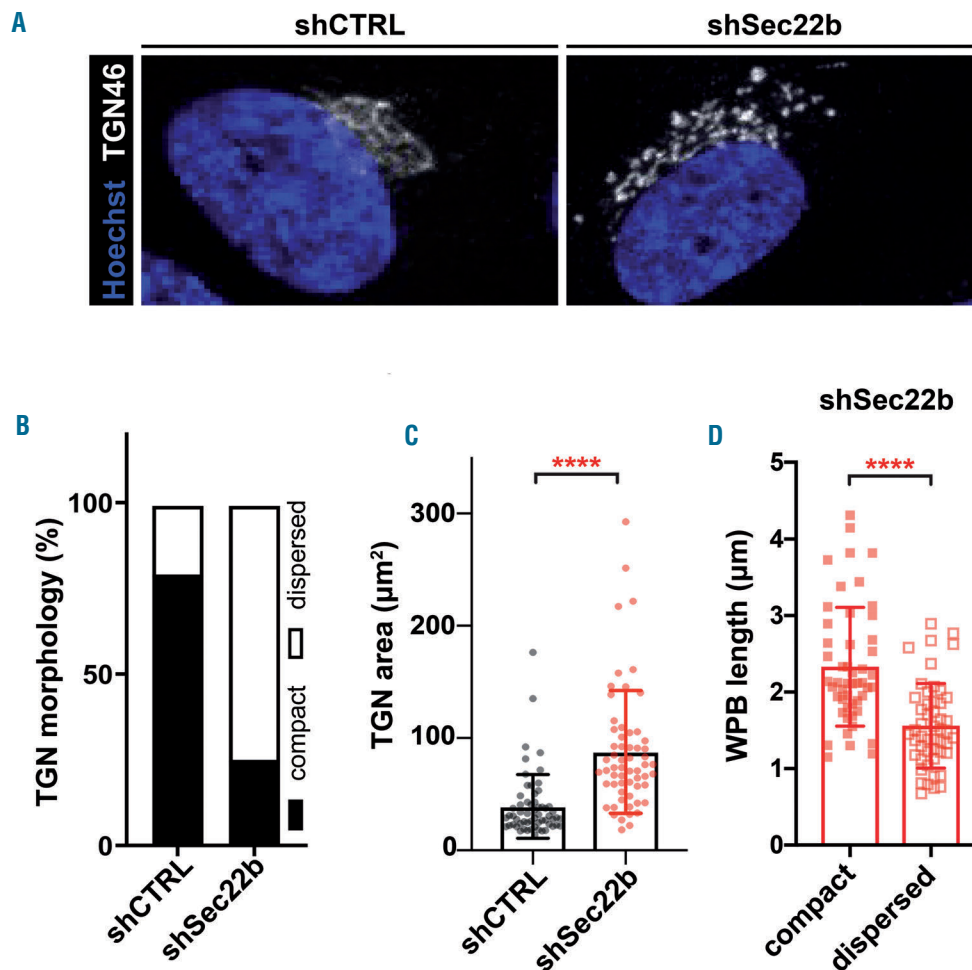 A
shCTRL
shSec22b
Hoechst TGN46
B
TGN morphology (%)
100
50
0
compact
dispersed
shCTRL
shSec22b
C
****
TGN area (µm²)
300
200
100
0
shCTRL
shSec22b
shSec22b
D
****
WPB length (µm)
5
4
3
2
1
0
compact
dispersed